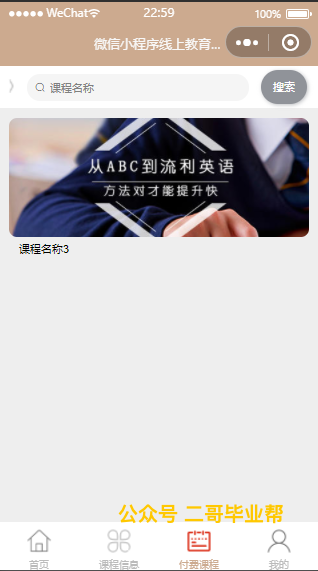 WeChat 22:59 100%
微信小程序线上教育...
课程名称 搜索
从ABC到流利英语
方法对才能提升快
课程名称3
公众号 二哥毕业帮
首页 课程信息 付费课程 我的